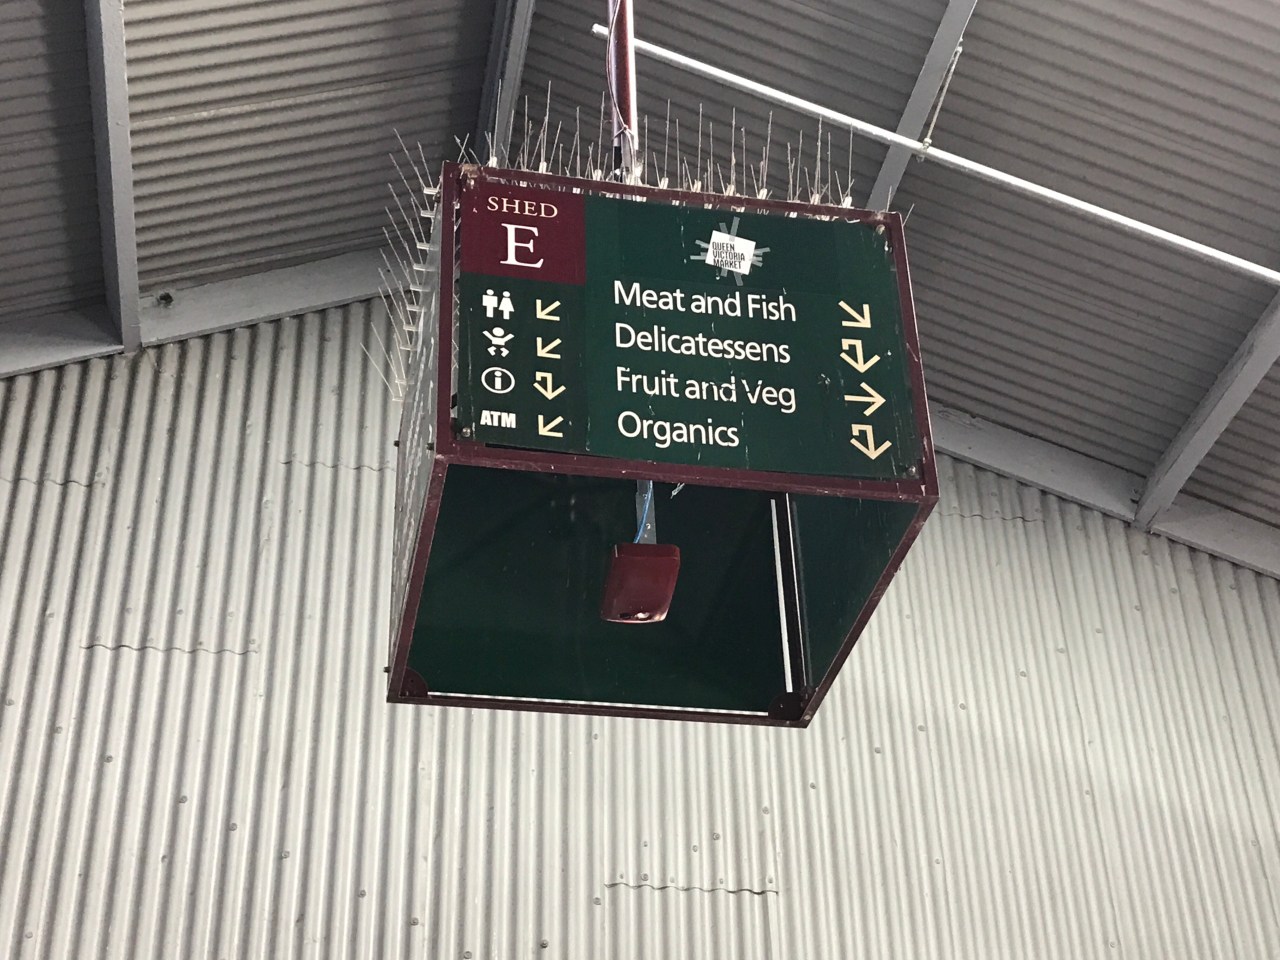 SHED
E
QUEEN
VICTORIA
MARKET
Meat and Fish
Delicatessens
i
Fruit and Veg
ATM
Organics